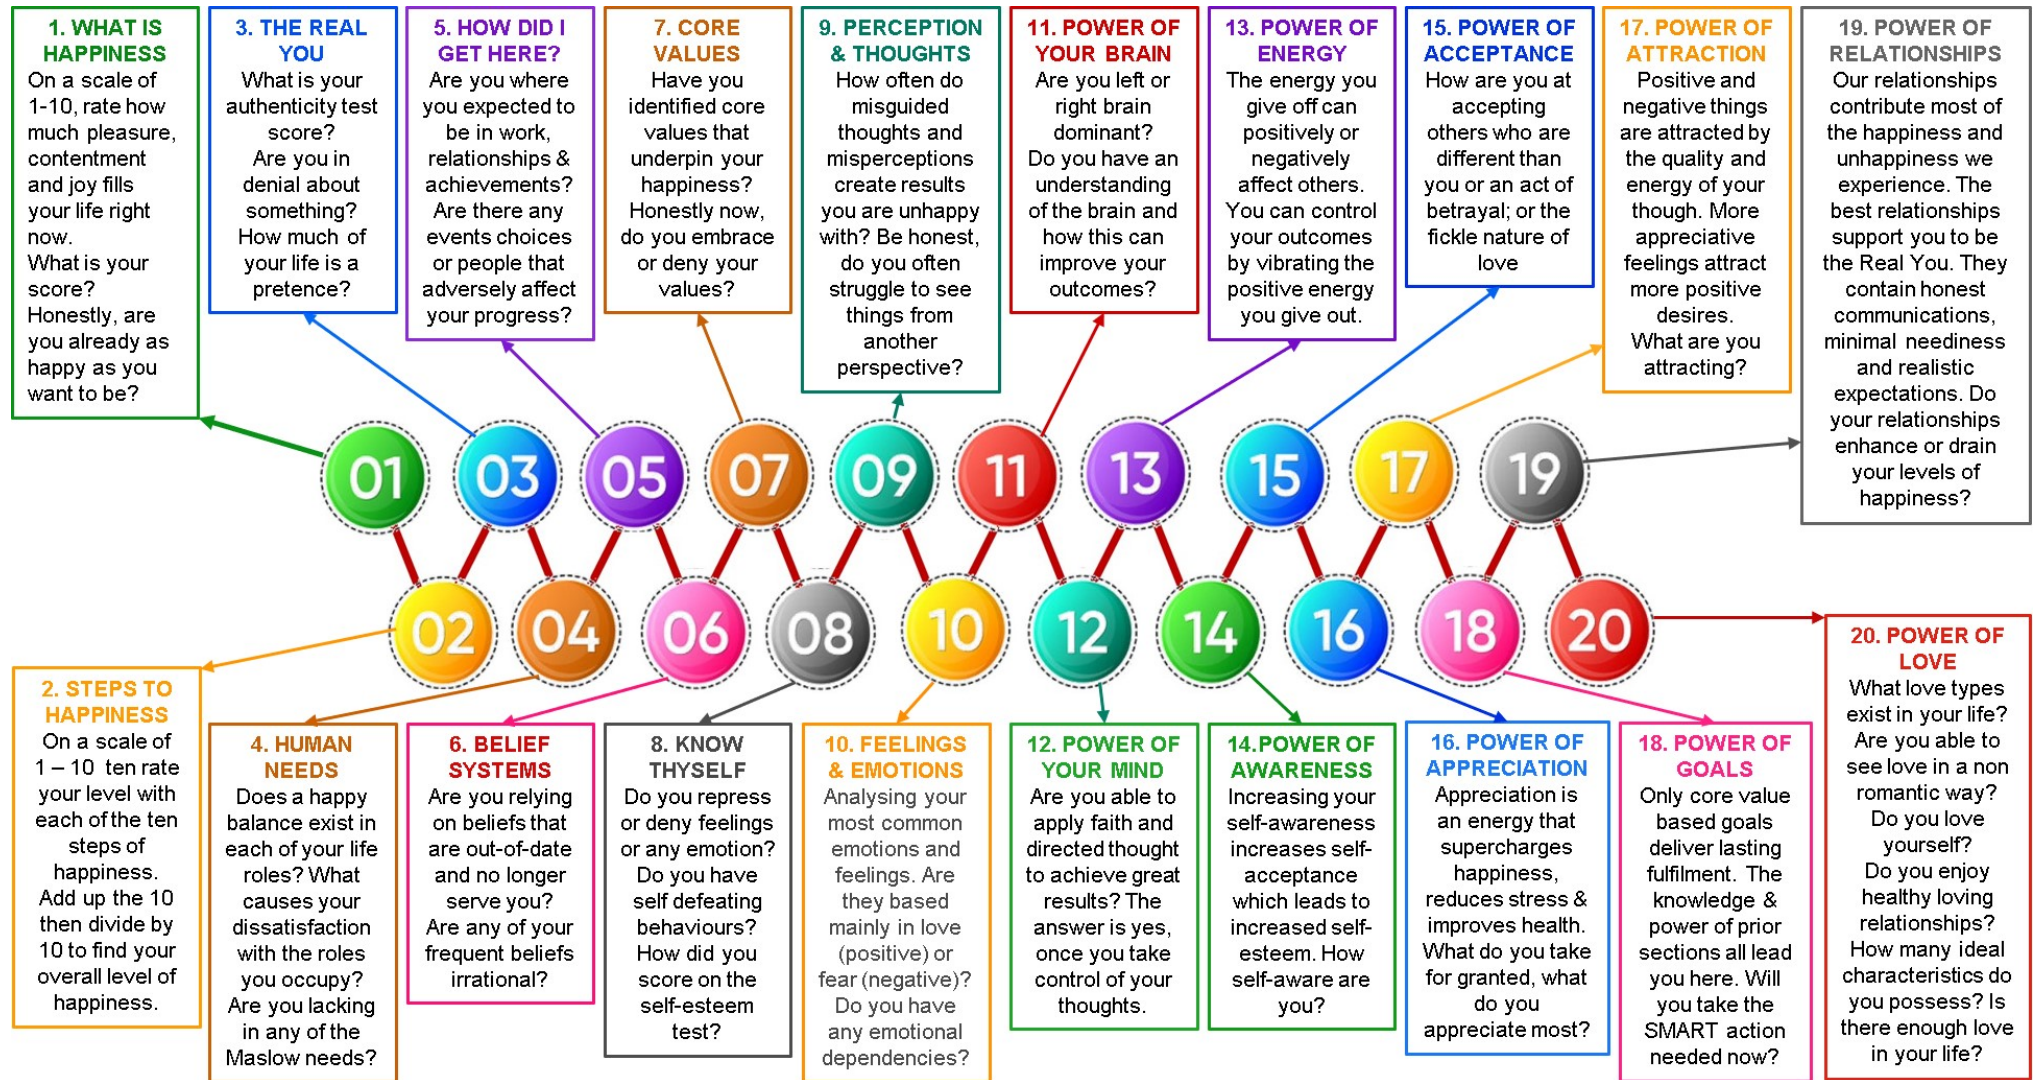 1. WHAT IS
HAPPINESS
On a scale of
1-10, rate how
much pleasure,
contentment
and joy fills
your life right
now.
What is your
score?
Honestly, are
you already as
happy as you
want to be?
3. THE REAL
YOU
What is your
authenticity test
score?
Are you in
denial about
something?
How much of
your life is a
pretence?
5. HOW DID I
GET HERE?
Are you where
you expected to
be in work,
relationships &
achievements?
Are there any
events choices
or people that
adversely affect
your progress?
7. CORE
VALUES
Have you
identified core
values that
underpin your
happiness?
Honestly now,
do you embrace
or deny your
values?
9. PERCEPTION
& THOUGHTS
How often do
misguided
thoughts and
misperceptions
create results
you are unhappy
with? Be honest,
do you often
struggle to see
things from
another
perspective?
11. POWER OF
YOUR BRAIN
Are you left or
right brain
dominant?
Do you have an
understanding
of the brain and
how this can
improve your
outcomes?
13. POWER OF
ENERGY
The energy you
give off can
positively or
negatively
affect others.
You can control
your outcomes
by vibrating the
positive energy
you give out.
15. POWER OF
ACCEPTANCE
How are you at
accepting
others who are
different than
you or an act of
betrayal; or the
fickle nature of
love
17. POWER OF
ATTRACTION
Positive and
negative things
are attracted by
the quality and
energy of your
though. More
appreciative
feelings attract
more positive
desires.
What are you
attracting?
19. POWER OF
RELATIONSHIPS
Our relationships
contribute most of
the happiness and
unhappiness we
experience. The
best relationships
support you to be
the Real You. They
contain honest
communications,
minimal neediness
and realistic
expectations. Do
your relationships
enhance or drain
your levels of
happiness?
01
03
05
07
09
11
13
15
17
19
02
04
06
08
10
12
14
16
18
20
2. STEPS TO
HAPPINESS
On a scale of
1 – 10 ten rate
your level with
each of the ten
steps of
happiness.
Add up the 10
then divide by
10 to find your
overall level of
happiness.
4. HUMAN
NEEDS
Does a happy
balance exist in
each of your life
roles? What
causes your
dissatisfaction
with the roles
you occupy?
Are you lacking
in any of the
Maslow needs?
6. BELIEF
SYSTEMS
Are you relying
on beliefs that
are out-of-date
and no longer
serve you?
Are any of your
frequent beliefs
irrational?
8. KNOW
THYSELF
Do you repress
or deny feelings
or any emotion?
Do you have
self defeating
behaviours?
How did you
score on the
self-esteem
test?
10. FEELINGS
& EMOTIONS
Analysing your
most common
emotions and
feelings. Are
they based
mainly in love
(positive) or
fear (negative)?
Do you have
any emotional
dependencies?
12. POWER OF
YOUR MIND
Are you able to
apply faith and
directed thought
to achieve great
results? The
answer is yes,
once you take
control of your
thoughts.
14.POWER OF
AWARENESS
Increasing your
self-awareness
increases self-
acceptance
which leads to
increased self-
esteem. How
self-aware are
you?
16. POWER OF
APPRECIATION
Appreciation is
an energy that
supercharges
happiness,
reduces stress &
improves health.
What do you take
for granted, what
do you
appreciate most?
18. POWER OF
GOALS
Only core value
based goals
deliver lasting
fulfilment. The
knowledge &
power of prior
sections all lead
you here. Will
you take the
SMART action
needed now?
20. POWER OF
LOVE
What love types
exist in your life?
Are you able to
see love in a non
romantic way?
Do you love
yourself?
Do you enjoy
healthy loving
relationships?
How many ideal
characteristics do
you possess? Is
there enough love
in your life?